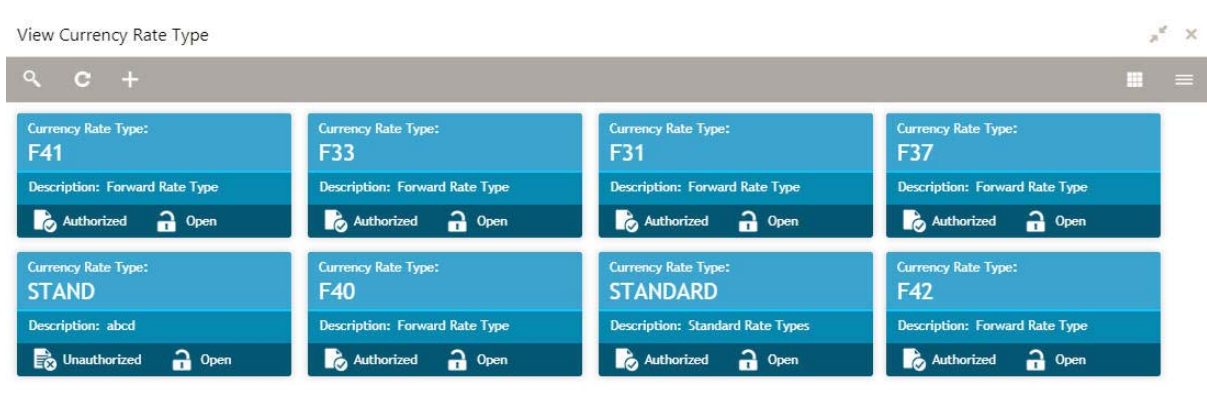 View Currency Rate Type
Currency Rate Type:
F41
Description: Forward Rate Type
Authorized Open
Currency Rate Type:
F33
Description: Forward Rate Type
Authorized Open
Currency Rate Type:
F31
Description: Forward Rate Type
Authorized Open
Currency Rate Type:
F37
Description: Forward Rate Type
Authorized Open
Currency Rate Type:
STAND
Description: abcd
Unauthorized Open
Currency Rate Type:
F40
Description: Forward Rate Type
Authorized Open
Currency Rate Type:
STANDARD
Description: Standard Rate Types
Authorized Open
Currency Rate Type:
F42
Description: Forward Rate Type
Authorized Open